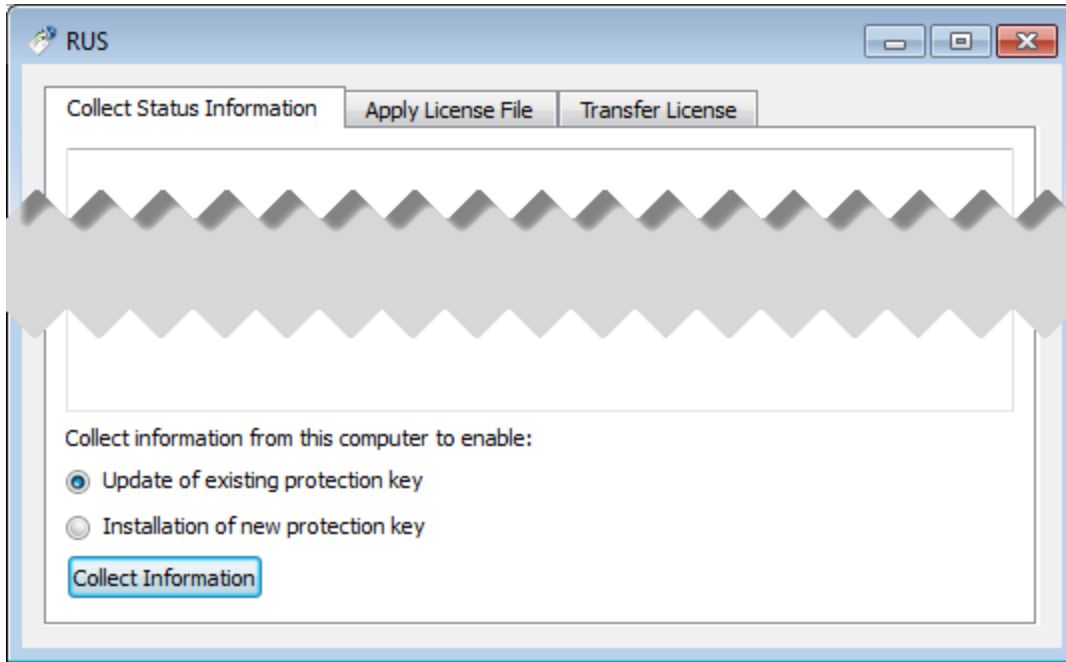 RUS
Collect Status Information
Apply License File
Transfer License
Collect information from this computer to enable:
Update of existing protection key
Installation of new protection key
Collect Information